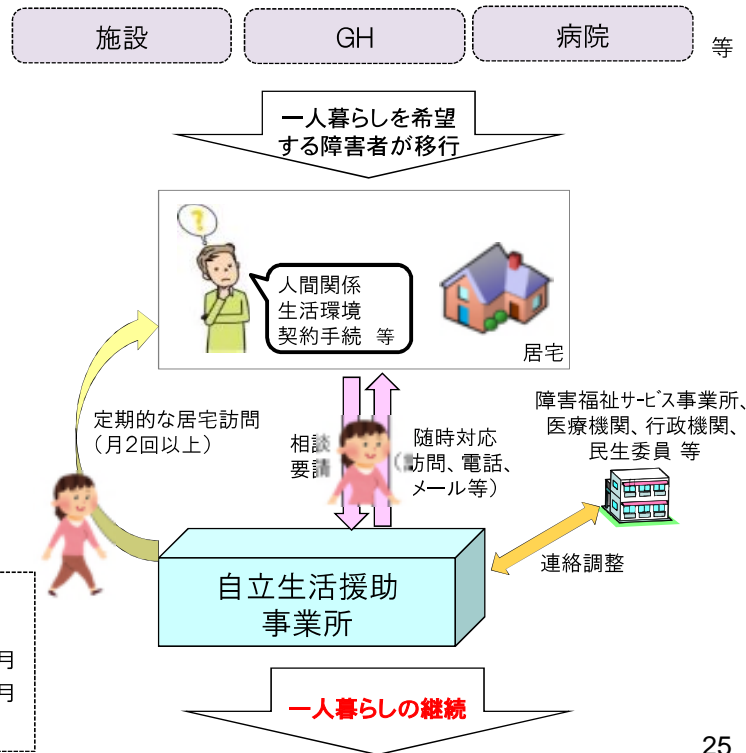 施設
GH
病院
等
一人暮らしを希望
する障害者が移行
?
人間関係
生活環境
契約手続 等
居宅
定期的な居宅訪問
(月2回以上)
相談
要請
随時対応
訪問、電話、
メール等)
障害福祉サービス事業所、
医療機関、行政機関、
民生委員 等
連絡調整
自立生活援助
事業所
月
月
一人暮らしの継続
25